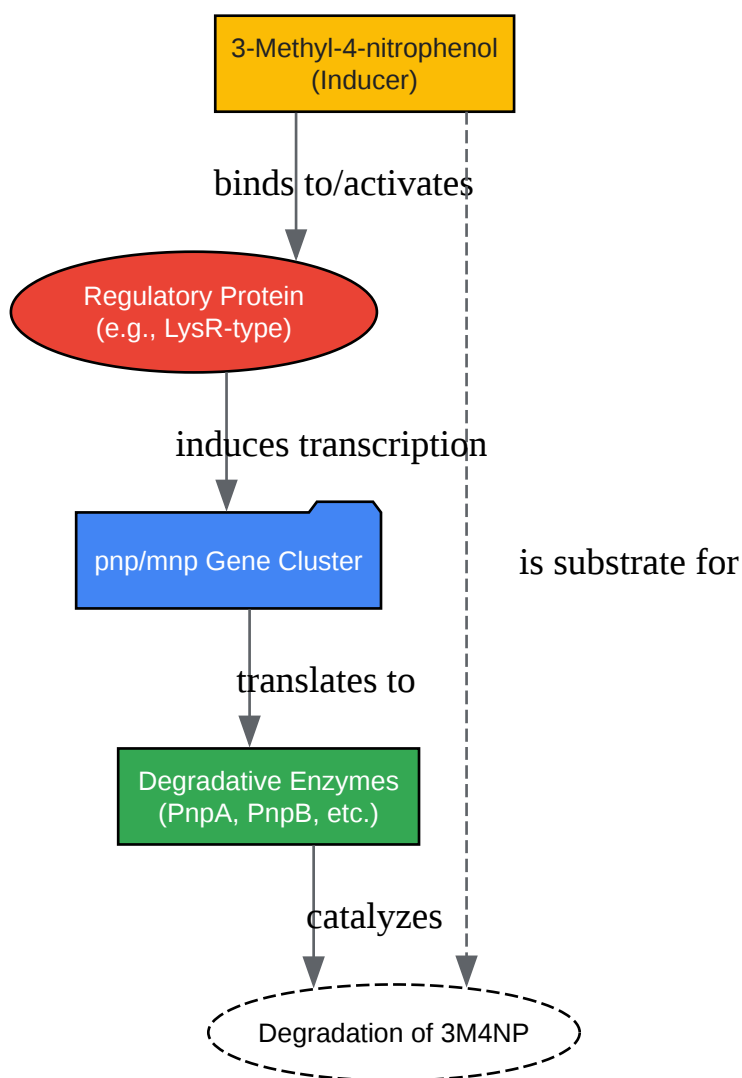 3-Methyl-4-nitrophenol
(Inducer)
binds to/activates
Regulatory Protein
(e.g., LysR-type)
induces transcription
pnp/mnp Gene Cluster
is substrate for
translates to
Degradative Enzymes
(PnpA, PnpB, etc.)
catalyzes
Degradation of 3M4NP